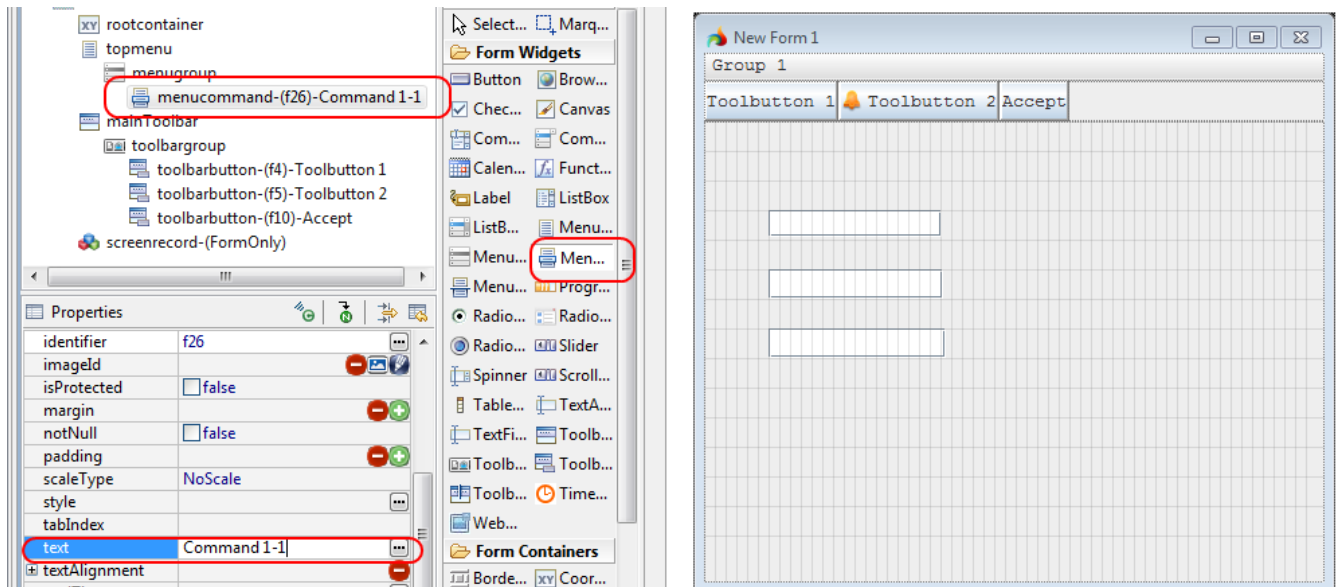 rootcontainer
topmenu
menugroup
menucommand-(f26)-Command 1-1
mainToolbar
toolbargroup
toolbarbutton-(f4)-Toolbutton 1
toolbarbutton-(f5)-Toolbutton 2
toolbarbutton-(f10)-Accept
screenrecord-(FormOnly)
Properties
identifier f26
imageId
isProtected false
margin
notNull false
padding
scaleType NoScale
style
tabIndex
text Command 1-1
textAlignment
Select... Marq...
Form Widgets
Button Brow...
Chec... Canvas
Com... Com...
Calen... Funct...
Label ListBox
ListB... Menu...
Menu... Men...
Menu... Progr...
Radio... Radio...
Radio... Slider
Spinner Scroll...
Table... TextA...
TextFi... Toolb...
Toolb... Toolb...
Toolb... Time...
Web...
Form Containers
Borde... XY Coor...
New Form 1
Group 1
Toolbutton 1 Toolbutton 2 Accept